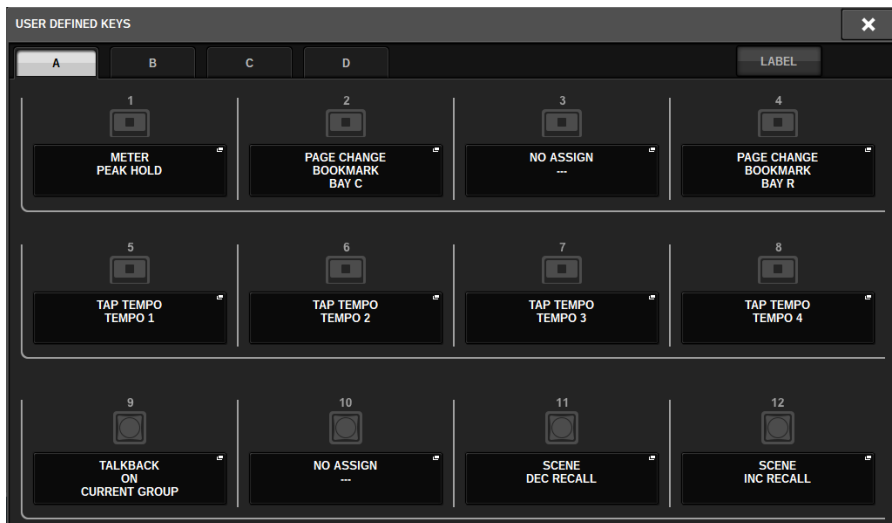 USER DEFINED KEYS
A B C D LABEL
1 2 3 4
METER
PEAK HOLD
PAGE CHANGE
BOOKMARK
BAY C
NO ASSIGN
---
PAGE CHANGE
BOOKMARK
BAY R
5 6 7 8
TAP TEMPO
TEMPO 1
TAP TEMPO
TEMPO 2
TAP TEMPO
TEMPO 3
TAP TEMPO
TEMPO 4
9 10 11 12
TALKBACK
ON
CURRENT GROUP
NO ASSIGN
---
SCENE
DEC RECALL
SCENE
INC RECALL